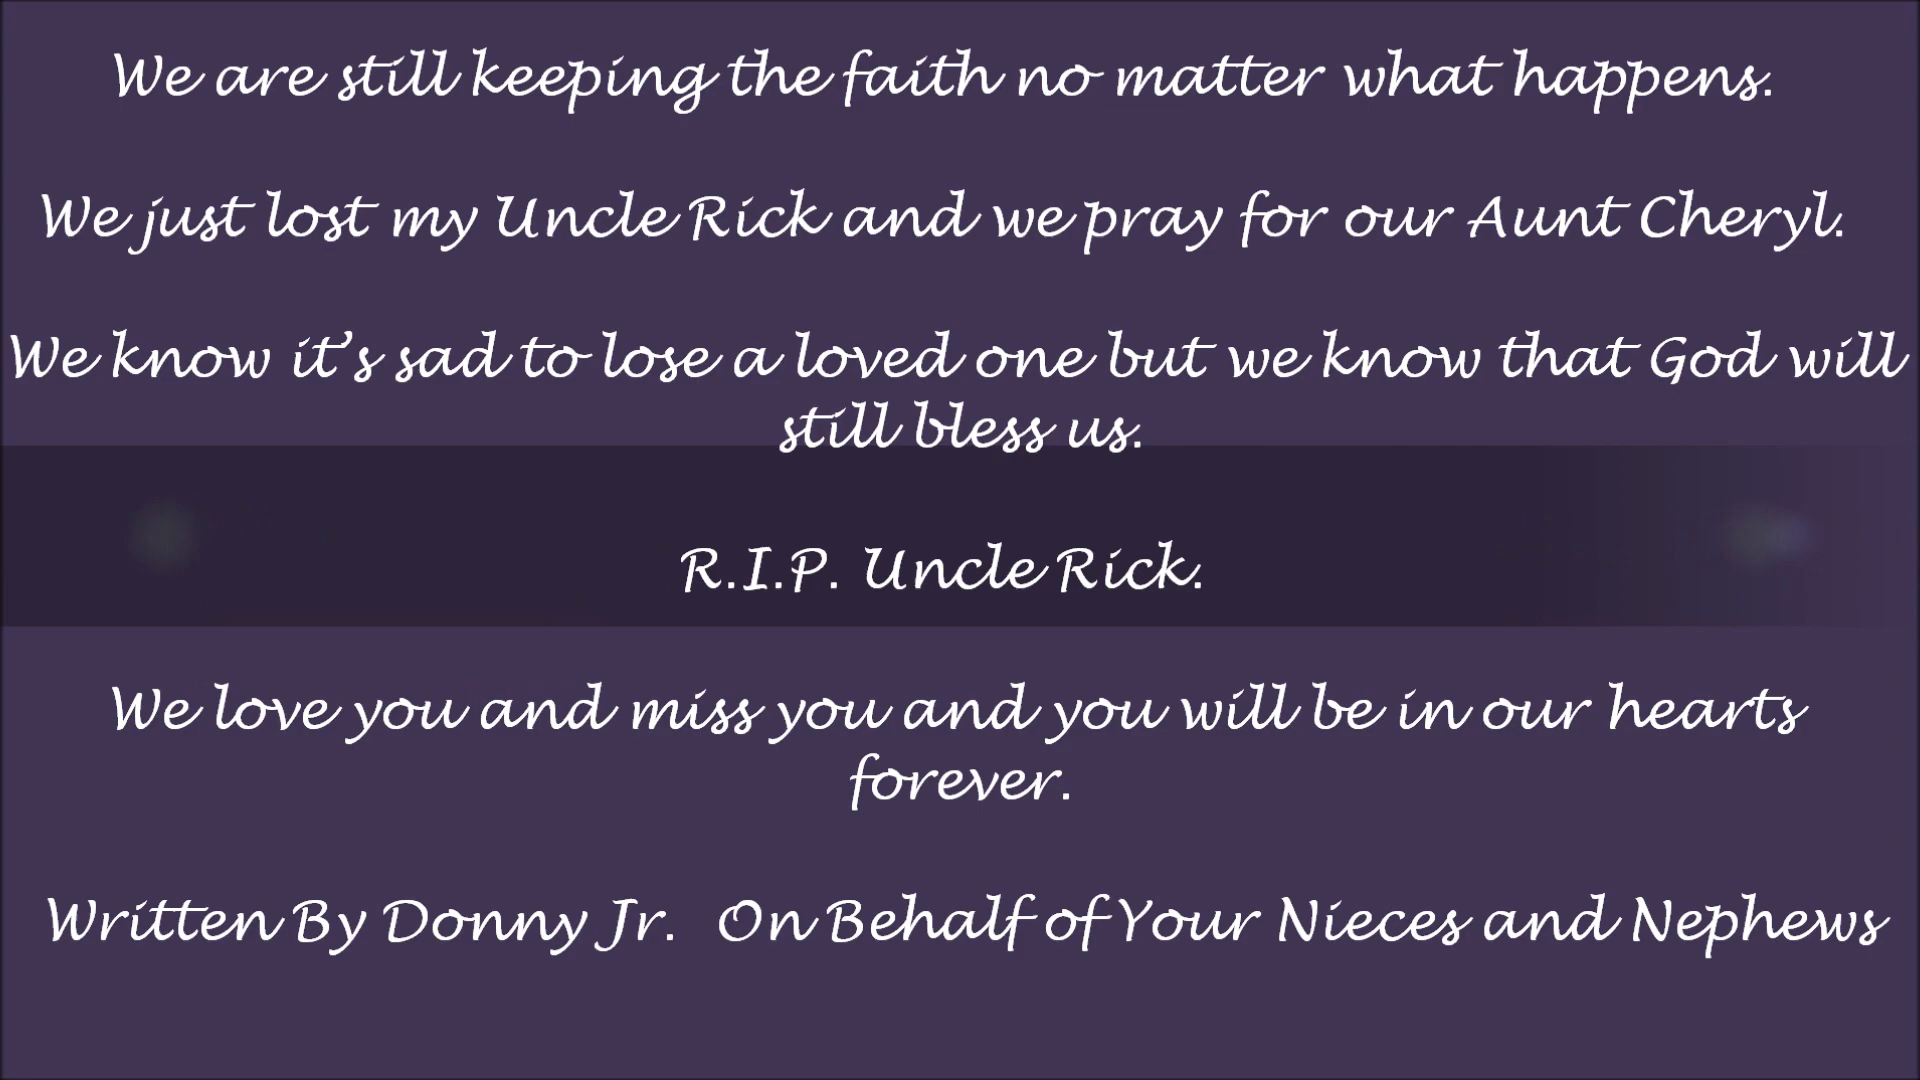 We are still keeping the faith no matter what happens.
We just lost my Uncle Rick and we pray for our Aunt Cheryl.
We know it's sad to lose a loved one but we know that God will
still bless us.
R.I.P. Uncle Rick.
We love you and miss you and you will be in our hearts
forever.
Written By Donny Jr.  On Behalf of Your Nieces and Nephews